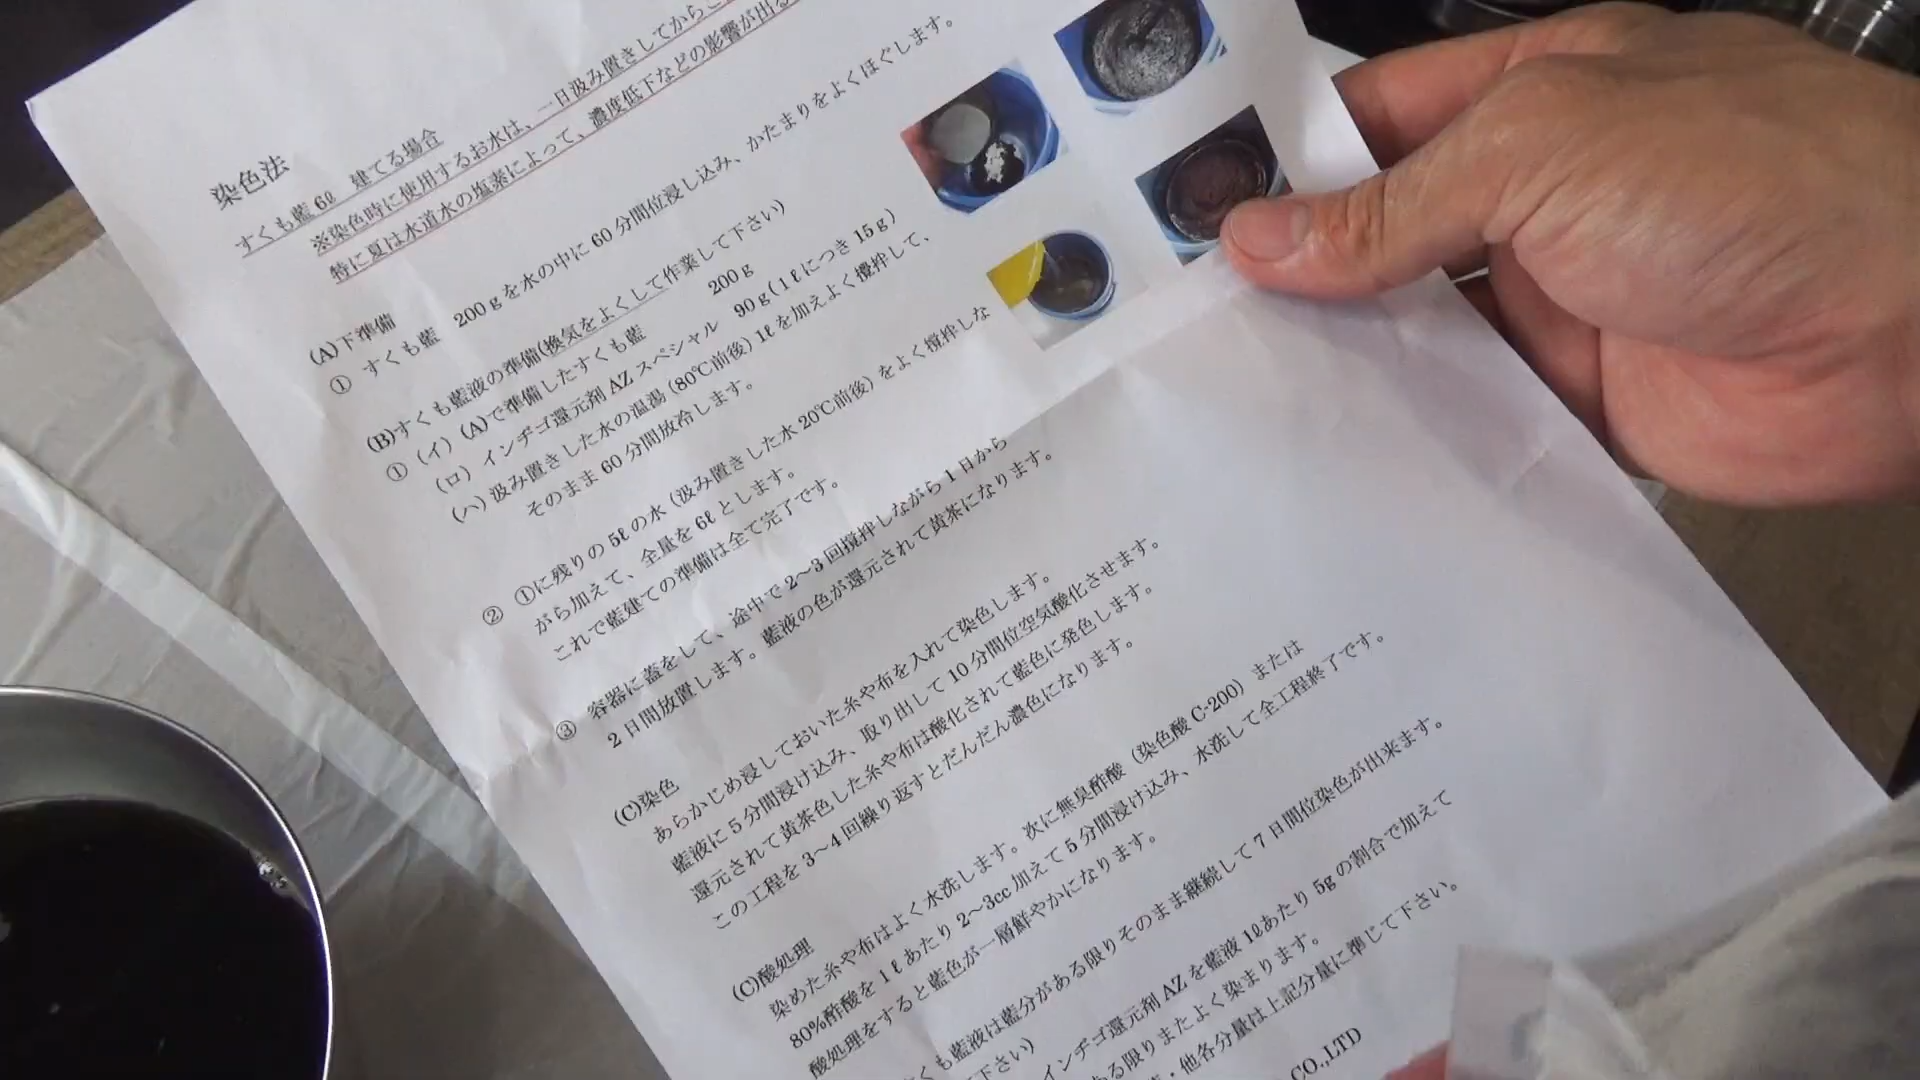 染色法
すくも藍 6ℓ 建てる場合
※染色時に使用するお水は、一日汲み置きしてからご
特に夏は水道水の塩素によって、濃度低下などの影響が出る
(A)下準備
① すくも藍 200gを水の中に60分間位浸し込み、かたまりをよくほぐします。
(B)すくも藍液の準備(換気をよくして作業して下さい)
① (イ) (A)で準備したすくも藍 200g
(ロ) インヂゴ還元剤AZスペシャル 90g(1ℓにつき15g)
(ハ) 汲み置きした水の温湯(80℃前後)1ℓを加えよく攪拌して、
そのまま60分間放冷します。
② ①に残りの5ℓの水(汲み置きした水20℃前後)をよく攪拌しな
がら加えて、全量を6ℓとします。
これで藍建ての準備は全て完了です。
③ 容器に蓋をして、途中で2～3回攪拌しながら1日から
2日間放置します。藍液の色が還元されて黄茶になります。
(C)染色
あらかじめ浸しておいた糸や布を入れて染色します。
藍液に5分間浸け込み、取り出して10分間位空気酸化させます。
還元されて黄茶色した糸や布は酸化されて藍色に発色します。
この工程を3～4回繰り返すとだんだん濃色になります。
(C)酸処理
染めた糸や布はよく水洗します。次に無臭酢酸(染色酸C-200)または
80%酢酸を1ℓあたり2～3cc加えて5分間浸け込み、水洗して全工程終了です。
酸処理をすると藍色が一層鮮やかになります。
くも藍液は藍分がある限りそのまま継続して7日間位染色が出来ます。
て下さい)
インヂゴ還元剤AZを藍液1ℓあたり5gの割合で加えて
ある限りまたよく染まります。
・他各分量は上記分量に準じて下さい。
CO.,LTD